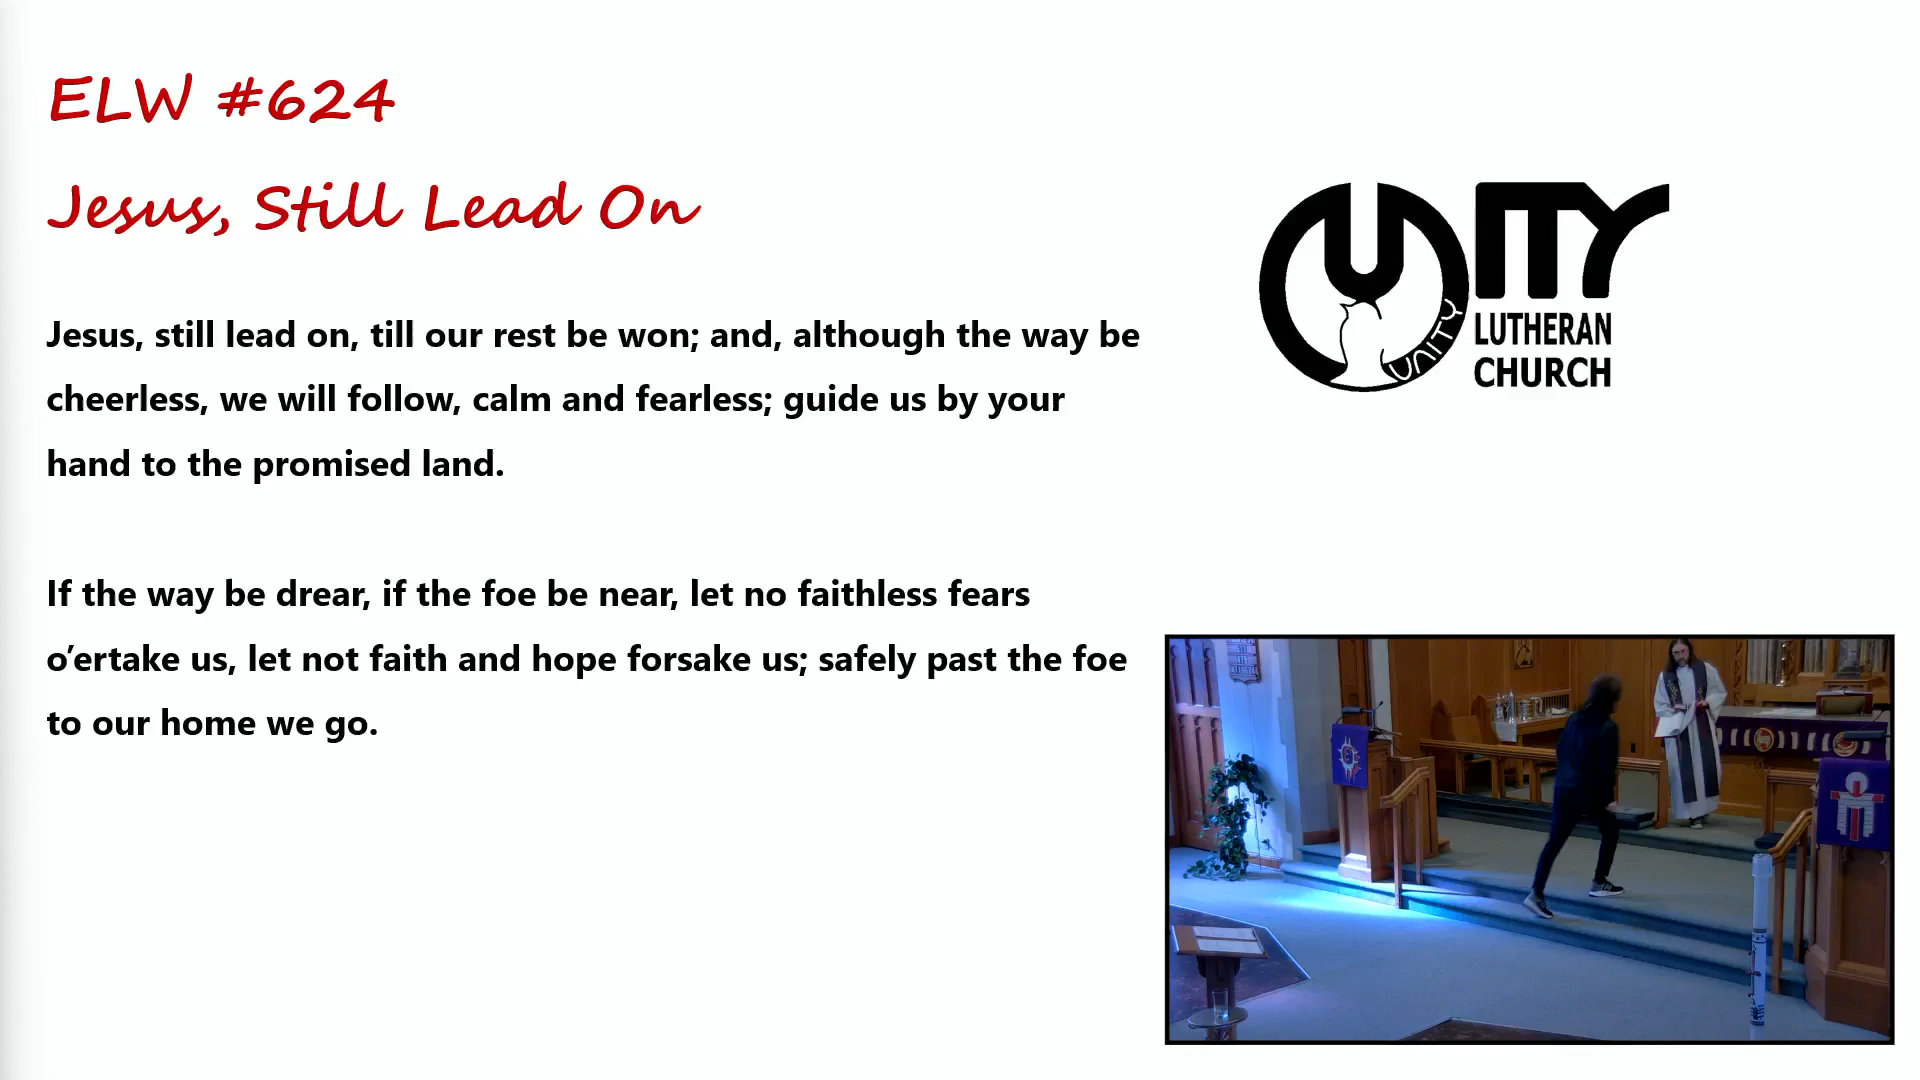 ELW #624
Jesus, Still Lead On
Jesus, still lead on, till our rest be won; and, although the way be
cheerless, we will follow, calm and fearless; guide us by your
hand to the promised land.
If the way be drear, if the foe be near, let no faithless fears
o’ertake us, let not faith and hope forsake us; safely past the foe
to our home we go.
UNITY
UNITY
LUTHERAN
CHURCH